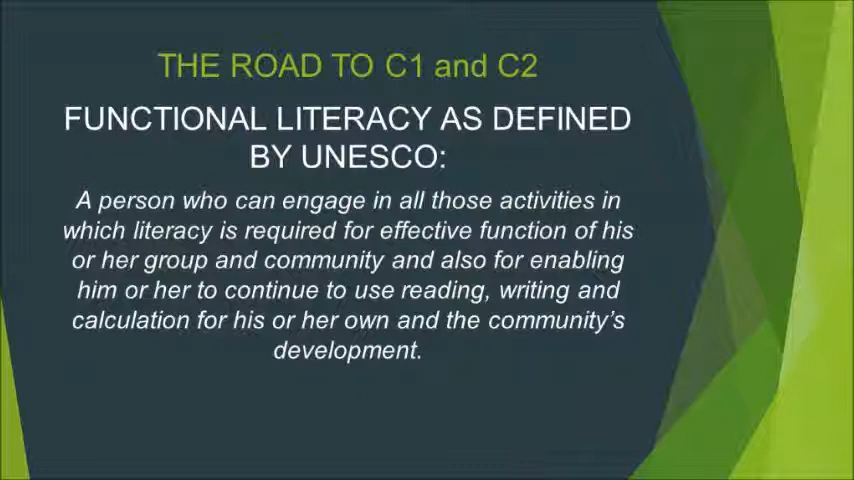 THE ROAD TO C1 and C2
FUNCTIONAL LITERACY AS DEFINED
BY UNESCO:
A person who can engage in all those activities in
which literacy is required for effective function of his
or her group and community and also for enabling
him or her to continue to use reading, writing and
calculation for his or her own and the community’s
development.